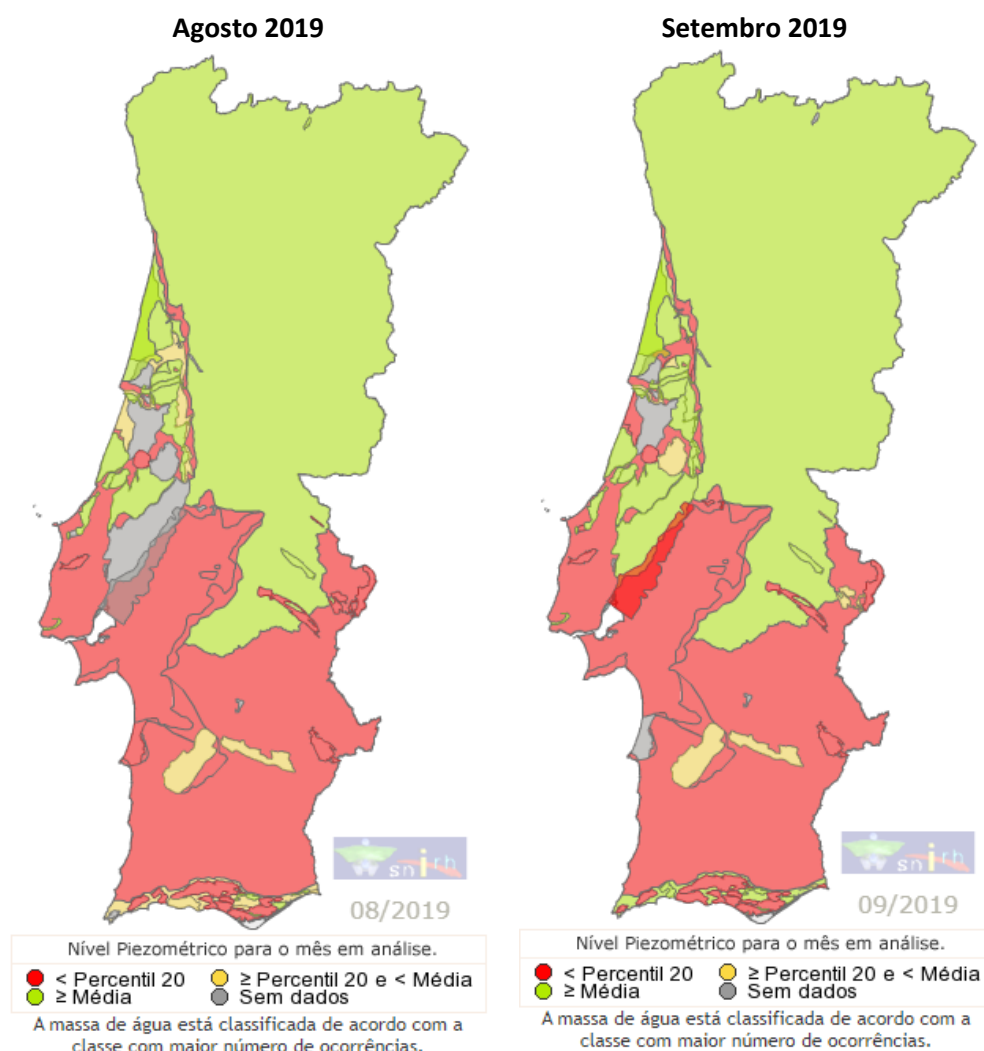 Agosto 2019
snirh
08/2019
Nível Piezométrico para o mês em análise.
< Percentil 20
≥ Percentil 20 e < Média
≥ Média
Sem dados
A massa de água está classificada de acordo com a
classe com maior número de ocorrências.
Setembro 2019
snirh
09/2019
Nível Piezométrico para o mês em análise.
< Percentil 20
≥ Percentil 20 e < Média
≥ Média
Sem dados
A massa de água está classificada de acordo com a
classe com maior número de ocorrências.